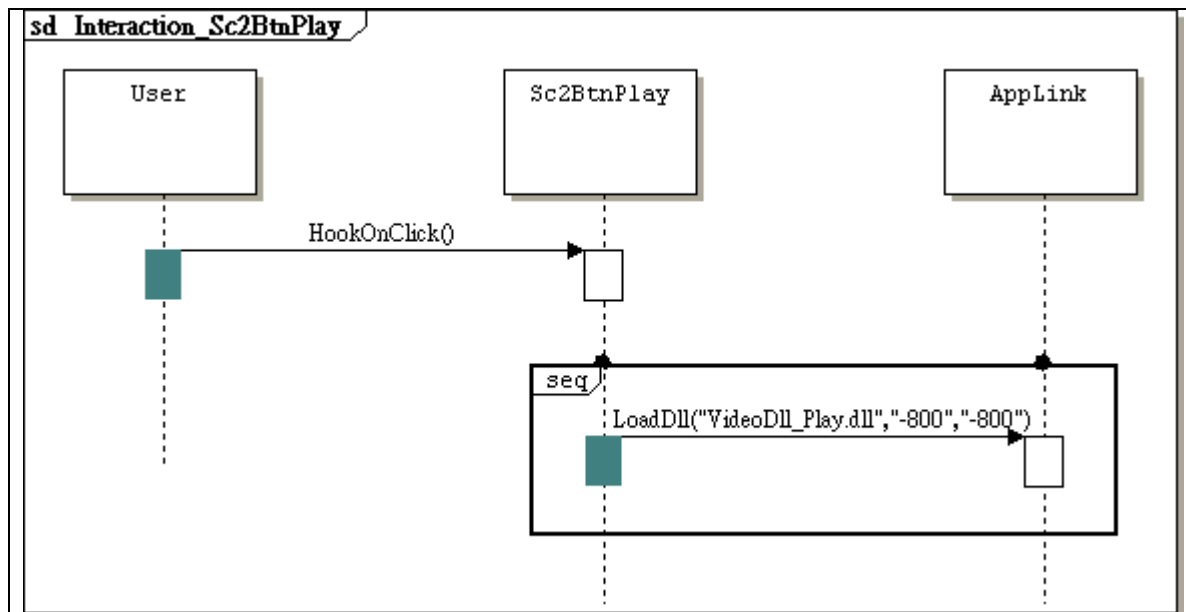 sd Interaction_Sc2BtnPlay
User
Sc2BtnPlay
AppLink
HookOnClick()
seq
LoadDll("VideoDll_Play.dll","-800","-800")